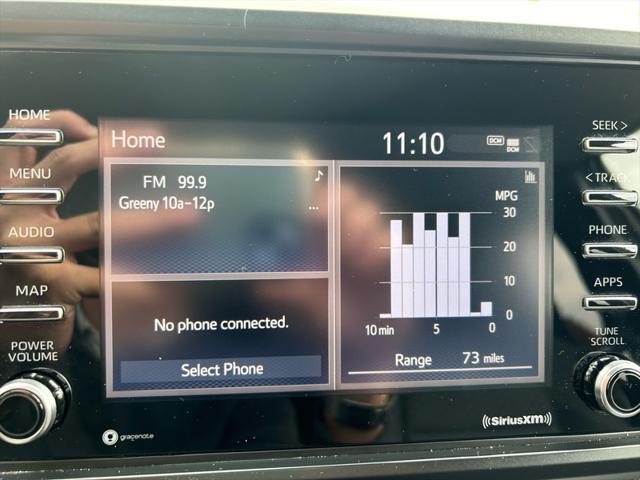 HOME
MENU
AUDIO
MAP
POWER
VOLUME
Home
11:10
DCM
DCM
FM 99.9
Greeny 10a-12p
...
No phone connected.
Select Phone
MPG
30
20
10
0
10 min 5 0
Range 73 miles
SEEK >
< TRACK
PHONE
APPS
TUNE
SCROLL
gracenote
((SiriusXM))